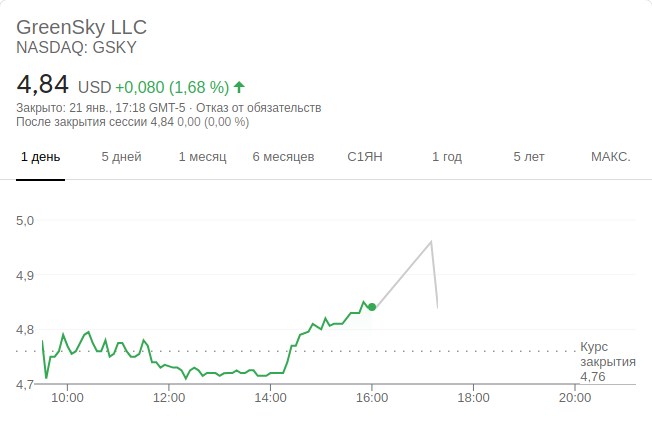 GreenSky LLC
NASDAQ: GSKY
4,84 USD +0,080 (1,68 %)
Закрыто: 21 янв., 17:18 GMT-5 · Отказ от обязательств
После закрытия сессии 4,84 0,00 (0,00 %)
1 день 5 дней 1 месяц 6 месяцев С1ЯН 1 год 5 лет МАКС.
5,0
4,9
4,8
Курс
закрытия
4,76
4,7
10:00 12:00 14:00 16:00 18:00 20:00